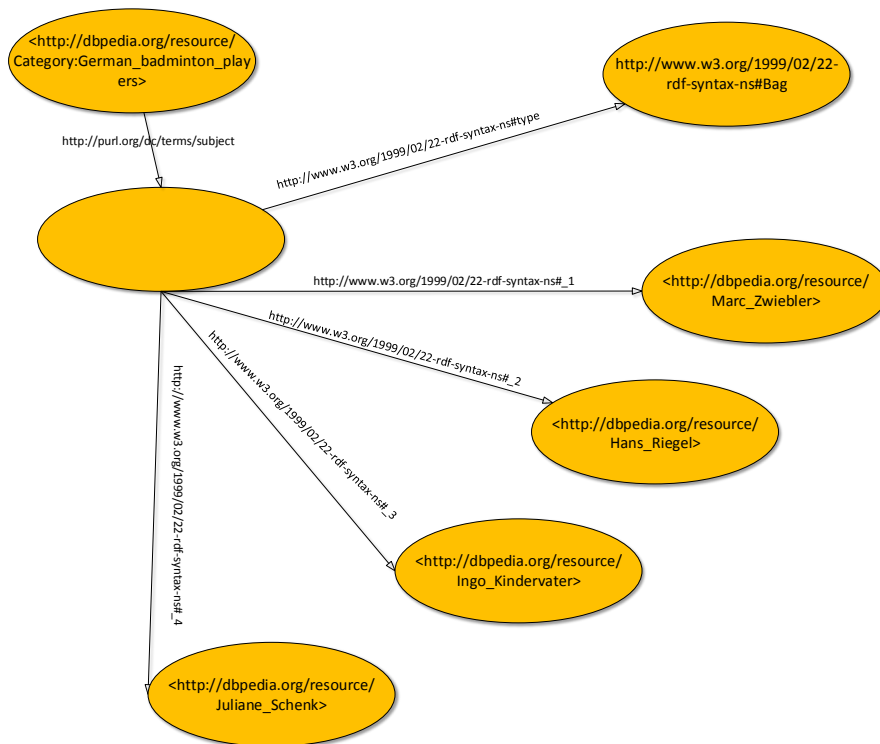 <http://dbpedia.org/resource/
Category:German_badminton_play
ers>
http://www.w3.org/1999/02/22-
rdf-syntax-ns#Bag
http://purl.org/dc/terms/subject
http://www.w3.org/1999/02/22-rdf-syntax-ns#type
http://www.w3.org/1999/02/22-rdf-syntax-ns#_1
<http://dbpedia.org/resource/
Marc_Zwiebler>
http://www.w3.org/1999/02/22-rdf-syntax-ns#_2
<http://dbpedia.org/resource/
Hans_Riegel>
http://www.w3.org/1999/02/22-rdf-syntax-ns#_3
<http://dbpedia.org/resource/
Ingo_Kindervater>
http://www.w3.org/1999/02/22-rdf-syntax-ns#_4
<http://dbpedia.org/resource/
Juliane_Schenk>